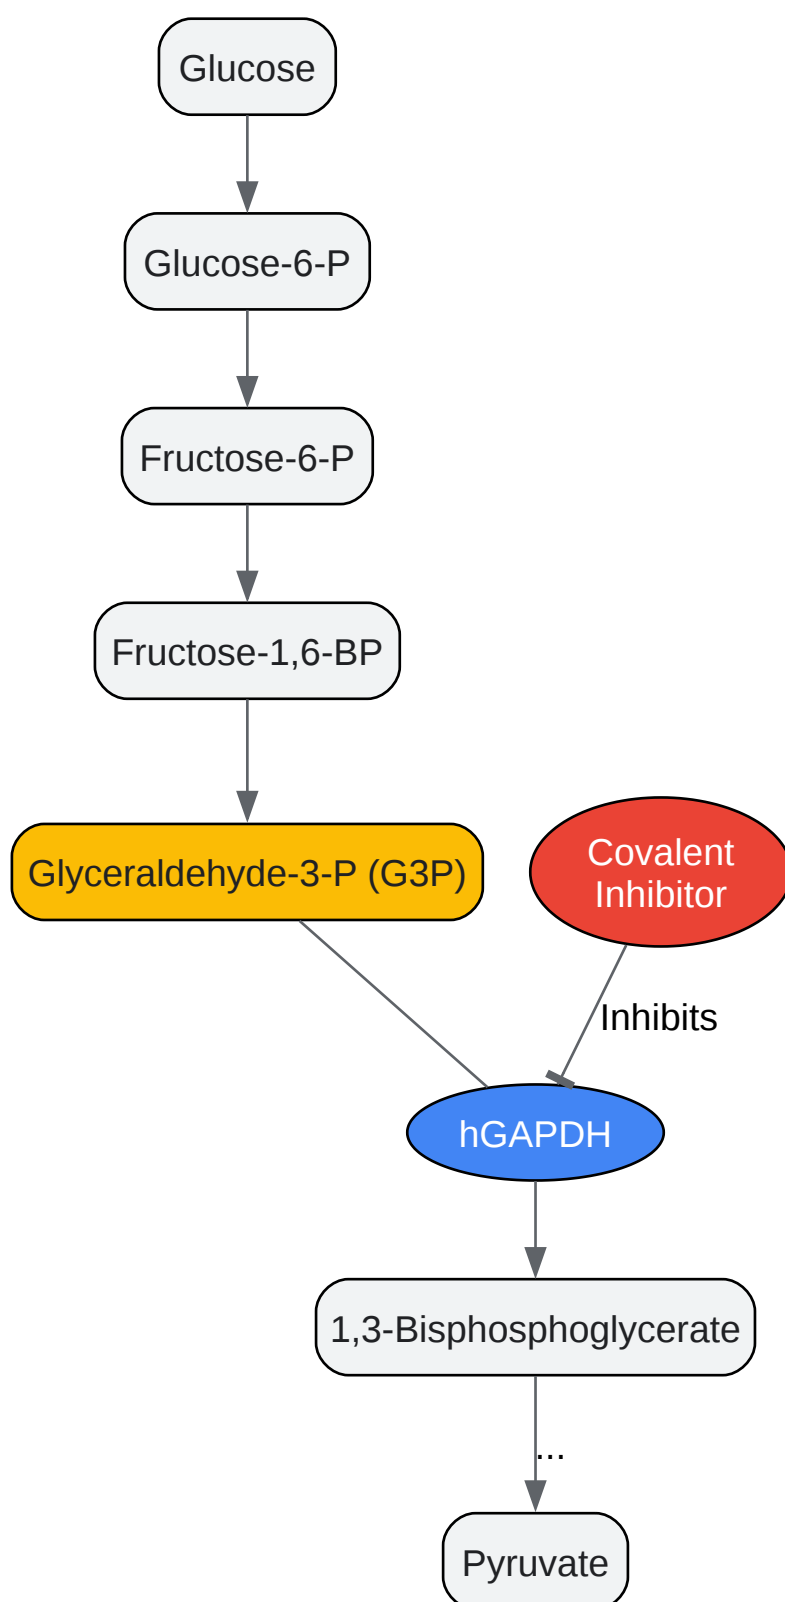 Glucose
Glucose-6-P
Fructose-6-P
Fructose-1,6-BP
Glyceraldehyde-3-P (G3P)
Covalent
Inhibitor
Inhibits
hGAPDH
1,3-Bisphosphoglycerate
...
Pyruvate